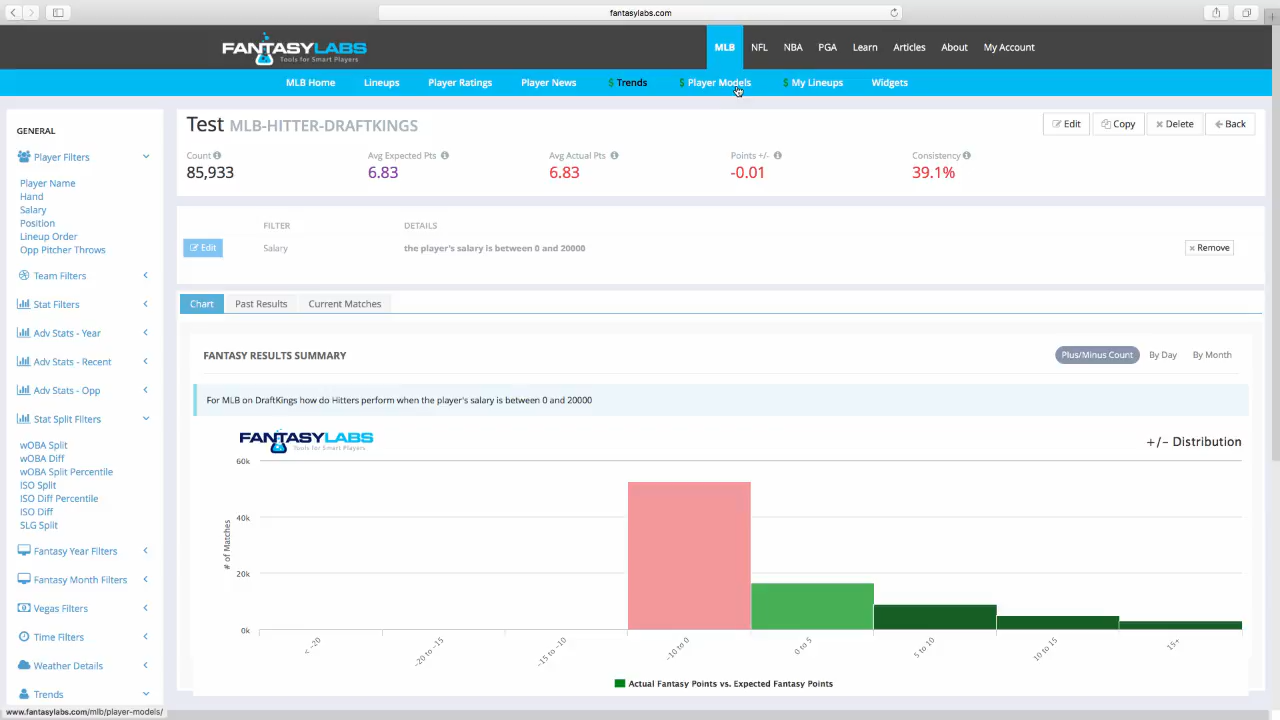 fantasylabs.com
FANTASYLABS
Tools for Smart Players
MLB NFL NBA PGA Learn Articles About My Account
MLB Home Lineups Player Ratings Player News $ Trends $ Player Models $ My Lineups Widgets
GENERAL
Player Filters
Player Name
Hand
Salary
Position
Lineup Order
Opp Pitcher Throws
Team Filters
Stat Filters
Adv Stats - Year
Adv Stats - Recent
Adv Stats - Opp
Stat Split Filters
wOBA Split
wOBA Diff
wOBA Split Percentile
ISO Split
ISO Diff Percentile
ISO Diff
SLG Split
Fantasy Year Filters
Fantasy Month Filters
Vegas Filters
Time Filters
Weather Details
Trends
www.fantasylabs.com/mlb/player-models/
Test MLB-HITTER-DRAFTKINGS
Edit Copy Delete Back
Count Avg Expected Pts Avg Actual Pts Points +/- Consistency
85,933 6.83 6.83 -0.01 39.1%
FILTER DETAILS
Edit Salary the player's salary is between 0 and 20000 Remove
Chart Past Results Current Matches
FANTASY RESULTS SUMMARY
Plus/Minus Count By Day By Month
For MLB on DraftKings how do Hitters perform when the player's salary is between 0 and 20000
FANTASYLABS
Tools for Smart Players
+/- Distribution
60k
40k
20k
0k
# of Matches
< -20 -20 to -15 -15 to -10 -10 to 0 0 to 5 5 to 10 10 to 15 15+
Actual Fantasy Points vs. Expected Fantasy Points